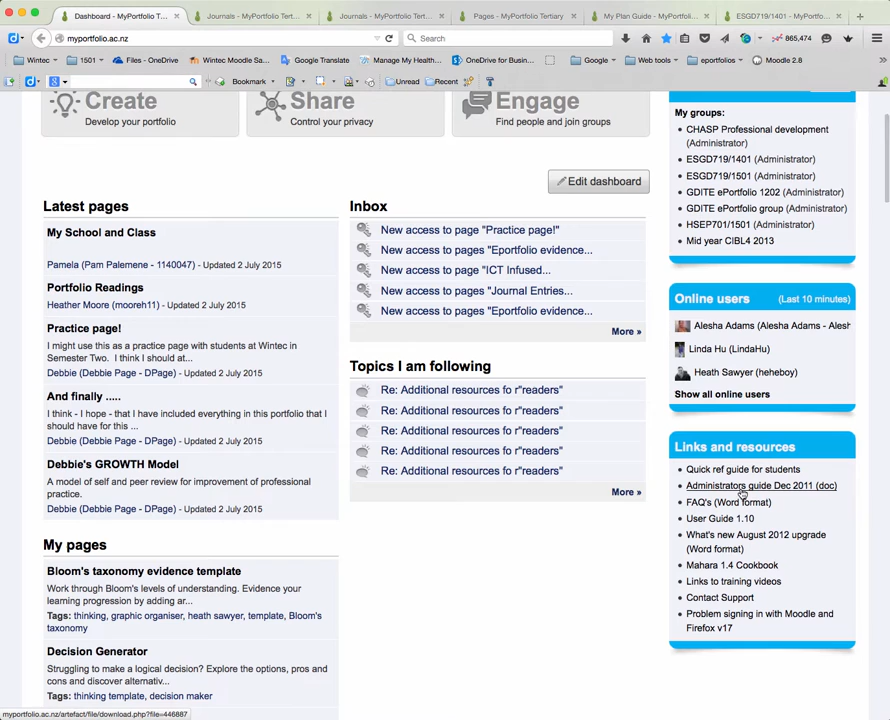 Dashboard - MyPortfolio T...
Journals - MyPortfolio Tert...
Journals - MyPortfolio Tert...
Pages - MyPortfolio Tertiary
My Plan Guide - MyPortfol...
ESGD719/1401 - MyPortfo...
myportfolio.ac.nz
Search
865,474
Wintec
1501
Files - OneDrive
Wintec Moodle Sa...
Google Translate
Manage My Health...
OneDrive for Busin...
Google
Web tools
eportfolios
Moodle 2.8
Bookmark
Unread
Recent
Create
Develop your portfolio
Share
Control your privacy
Engage
Find people and join groups
Edit dashboard
Latest pages
My School and Class
Pamela (Pam Palemene - 1140047) - Updated 2 July 2015
Portfolio Readings
Heather Moore (mooreh11) - Updated 2 July 2015
Practice page!
I might use this as a practice page with students at Wintec in
Semester Two. I think I should at...
Debbie (Debbie Page - DPage) - Updated 2 July 2015
And finally .....
I think - I hope - that I have included everything in this portfolio that I
should have for this ...
Debbie (Debbie Page - DPage) - Updated 2 July 2015
Debbie's GROWTH Model
A model of self and peer review for improvement of professional
practice.
Debbie (Debbie Page - DPage) - Updated 2 July 2015
My pages
Bloom's taxonomy evidence template
Work through Bloom's levels of understanding. Evidence your
learning progression by adding ar...
Tags: thinking, graphic organiser, heath sawyer, template, Bloom's
taxonomy
Decision Generator
Struggling to make a logical decision? Explore the options, pros and
cons and discover alternativ...
Tags: thinking template, decision maker
Inbox
New access to page "Practice page!"
New access to pages "Eportfolio evidence...
New access to page "ICT Infused...
New access to pages "Journal Entries...
New access to pages "Eportfolio evidence...
More »
Topics I am following
Re: Additional resources fo r"readers"
Re: Additional resources fo r"readers"
Re: Additional resources fo r"readers"
Re: Additional resources fo r"readers"
Re: Additional resources fo r"readers"
More »
My groups:
CHASP Professional development
(Administrator)
ESGD719/1401 (Administrator)
ESGD719/1501 (Administrator)
GDITE ePortfolio 1202 (Administrator)
GDITE ePortfolio group (Administrator)
HSEP701/1501 (Administrator)
Mid year CIBL4 2013
Online users (Last 10 minutes)
Alesha Adams (Alesha Adams - Alesh
Linda Hu (LindaHu)
Heath Sawyer (heheboy)
Show all online users
Links and resources
Quick ref guide for students
Administrators guide Dec 2011 (doc)
FAQ's (Word format)
User Guide 1.10
What's new August 2012 upgrade
(Word format)
Mahara 1.4 Cookbook
Links to training videos
Contact Support
Problem signing in with Moodle and
Firefox v17
myportfolio.ac.nz/artefact/file/download.php?file=446887